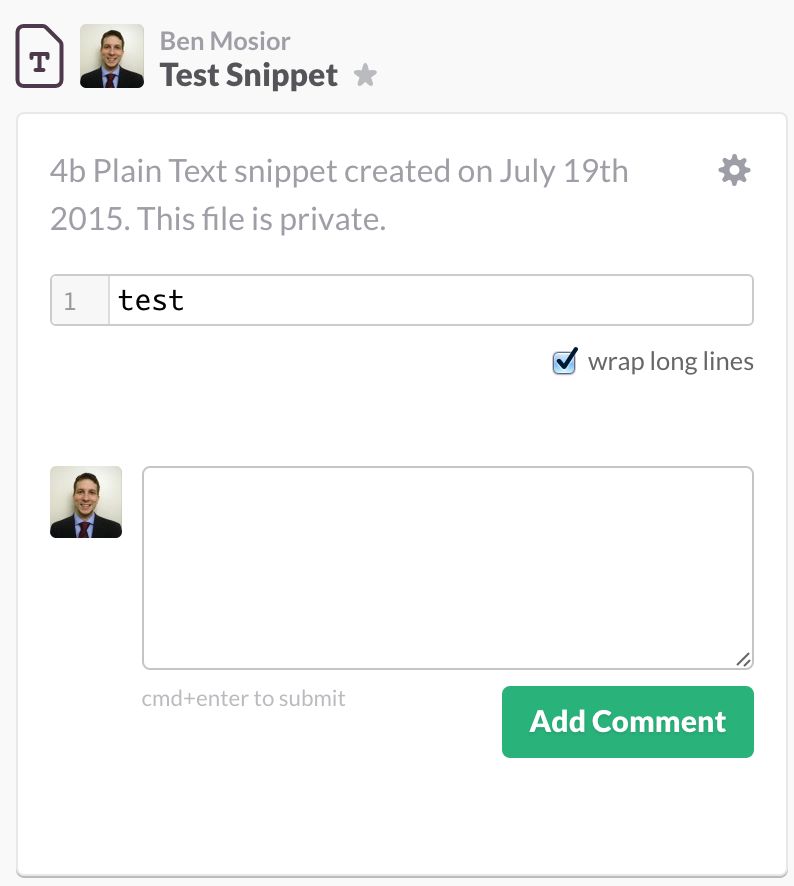 T
Ben Mosior
Test Snippet
4b Plain Text snippet created on July 19th
2015. This file is private.
1 test
wrap long lines
cmd+enter to submit
Add Comment